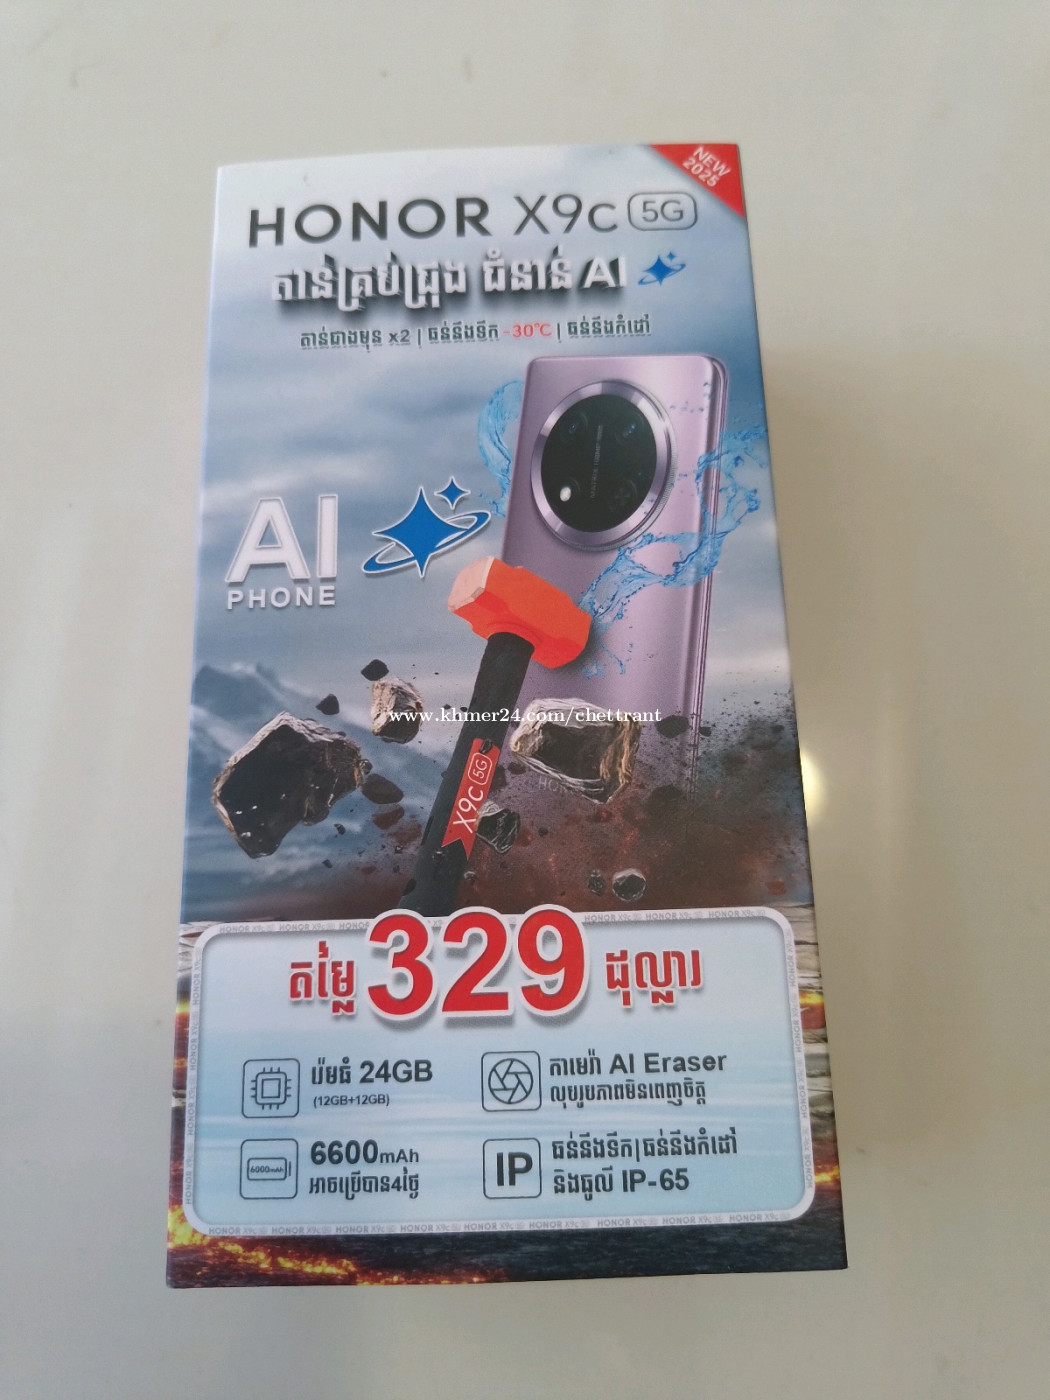 NEW
2025
HONOR X9c 5G
តាន់គ្រប់ជ្រុង ជំនាន់ AI
តាន់ជាងមុន x2 | ធន់នឹងទឹក -30°C | ធន់នឹងកំដៅ
AI
PHONE
www.khmer24.com/chettrant
X9c 5G
តម្លៃ 329 ដុល្លារ
រ៉េមធំ 24GB
(12GB+12GB)
កាមេរ៉ា AI Eraser
លុបរូបភាពមិនពេញចិត្ត
6000mAh
6600mAh
អាចប្រើបាន4ថ្ងៃ
IP
ធន់នឹងទឹក|ធន់នឹងកំដៅ
និងធូលី IP-65